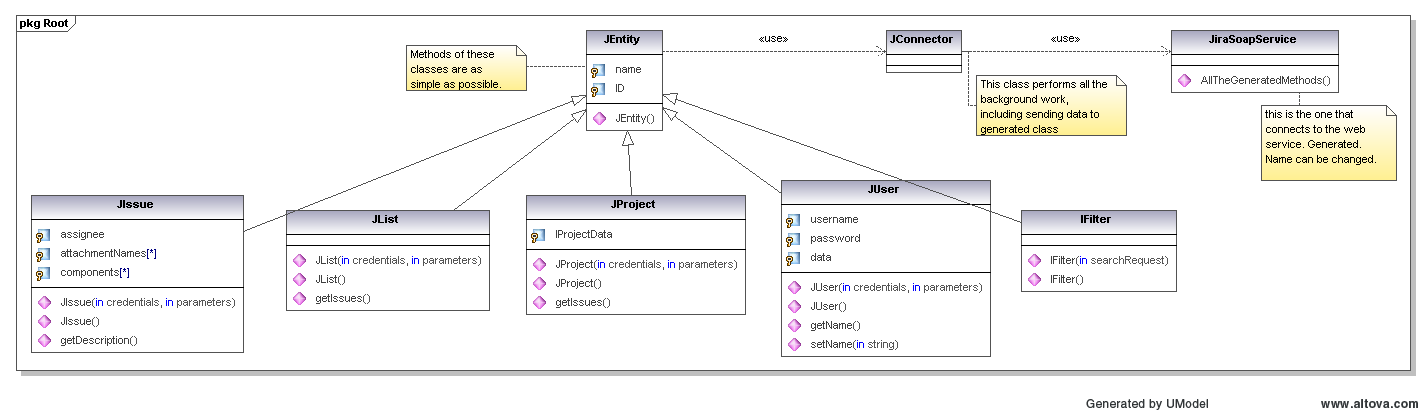 pkg Root
Methods of these
classes are as
simple as possible.
JEntity
name
ID
JEntity()
«use»
JConnector
«use»
JiraSoapService
AllTheGeneratedMethods()
This class performs all the
background work,
including sending data to
generated class
this is the one that
connects to the web
service. Generated.
Name can be changed.
JIssue
assignee
attachmentNames[*]
components[*]
JIssue(in credentials, in parameters)
JIssue()
getDescription()
JList
JList(in credentials, in parameters)
JList()
getIssues()
JProject
IProjectData
JProject(in credentials, in parameters)
JProject()
getIssues()
JUser
username
password
data
JUser(in credentials, in parameters)
JUser()
getName()
setName(in string)
IFilter
IFilter(in searchRequest)
IFilter()
Generated by UModel www.altova.com